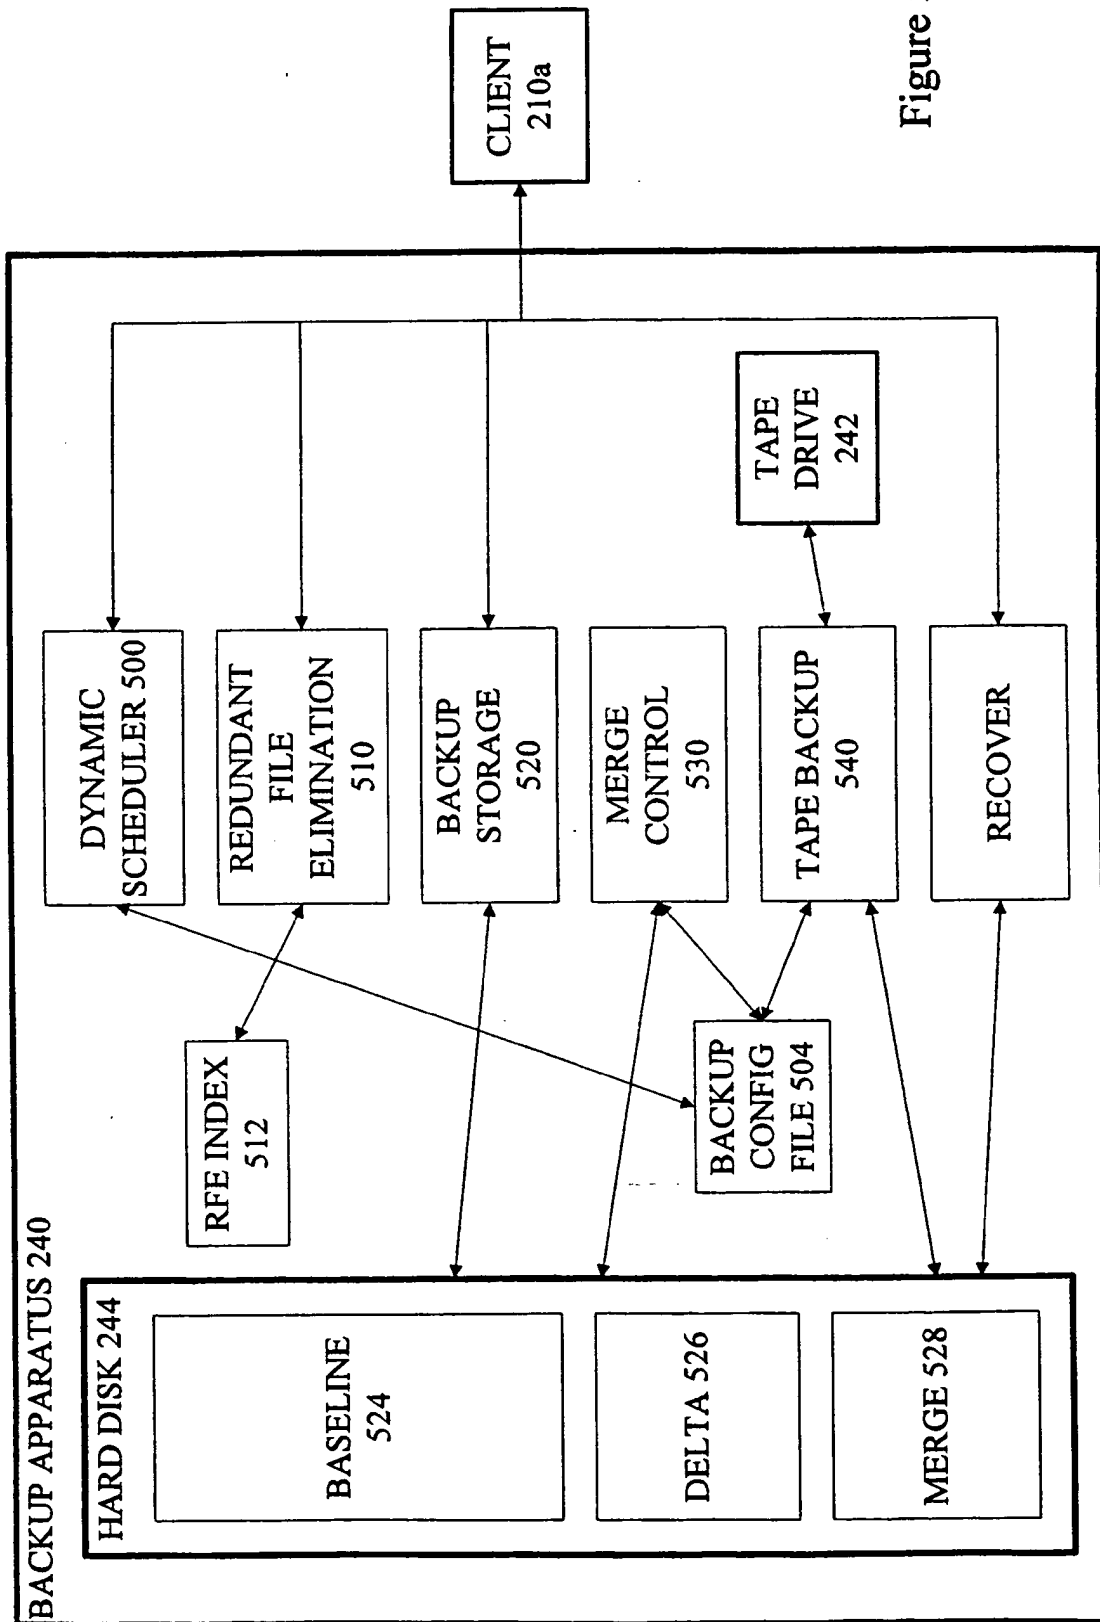 BACKUP APPARATUS 240
HARD DISK 244
BASELINE
524
DELTA 526
MERGE 528
RFE INDEX
512
BACKUP
CONFIG
FILE 504
DYNAMIC
SCHEDULER 500
REDUNDANT
FILE
ELIMINATION
510
BACKUP
STORAGE
520
MERGE
CONTROL
530
TAPE BACKUP
540
RECOVER
TAPE
DRIVE
242
CLIENT
210a
Figure